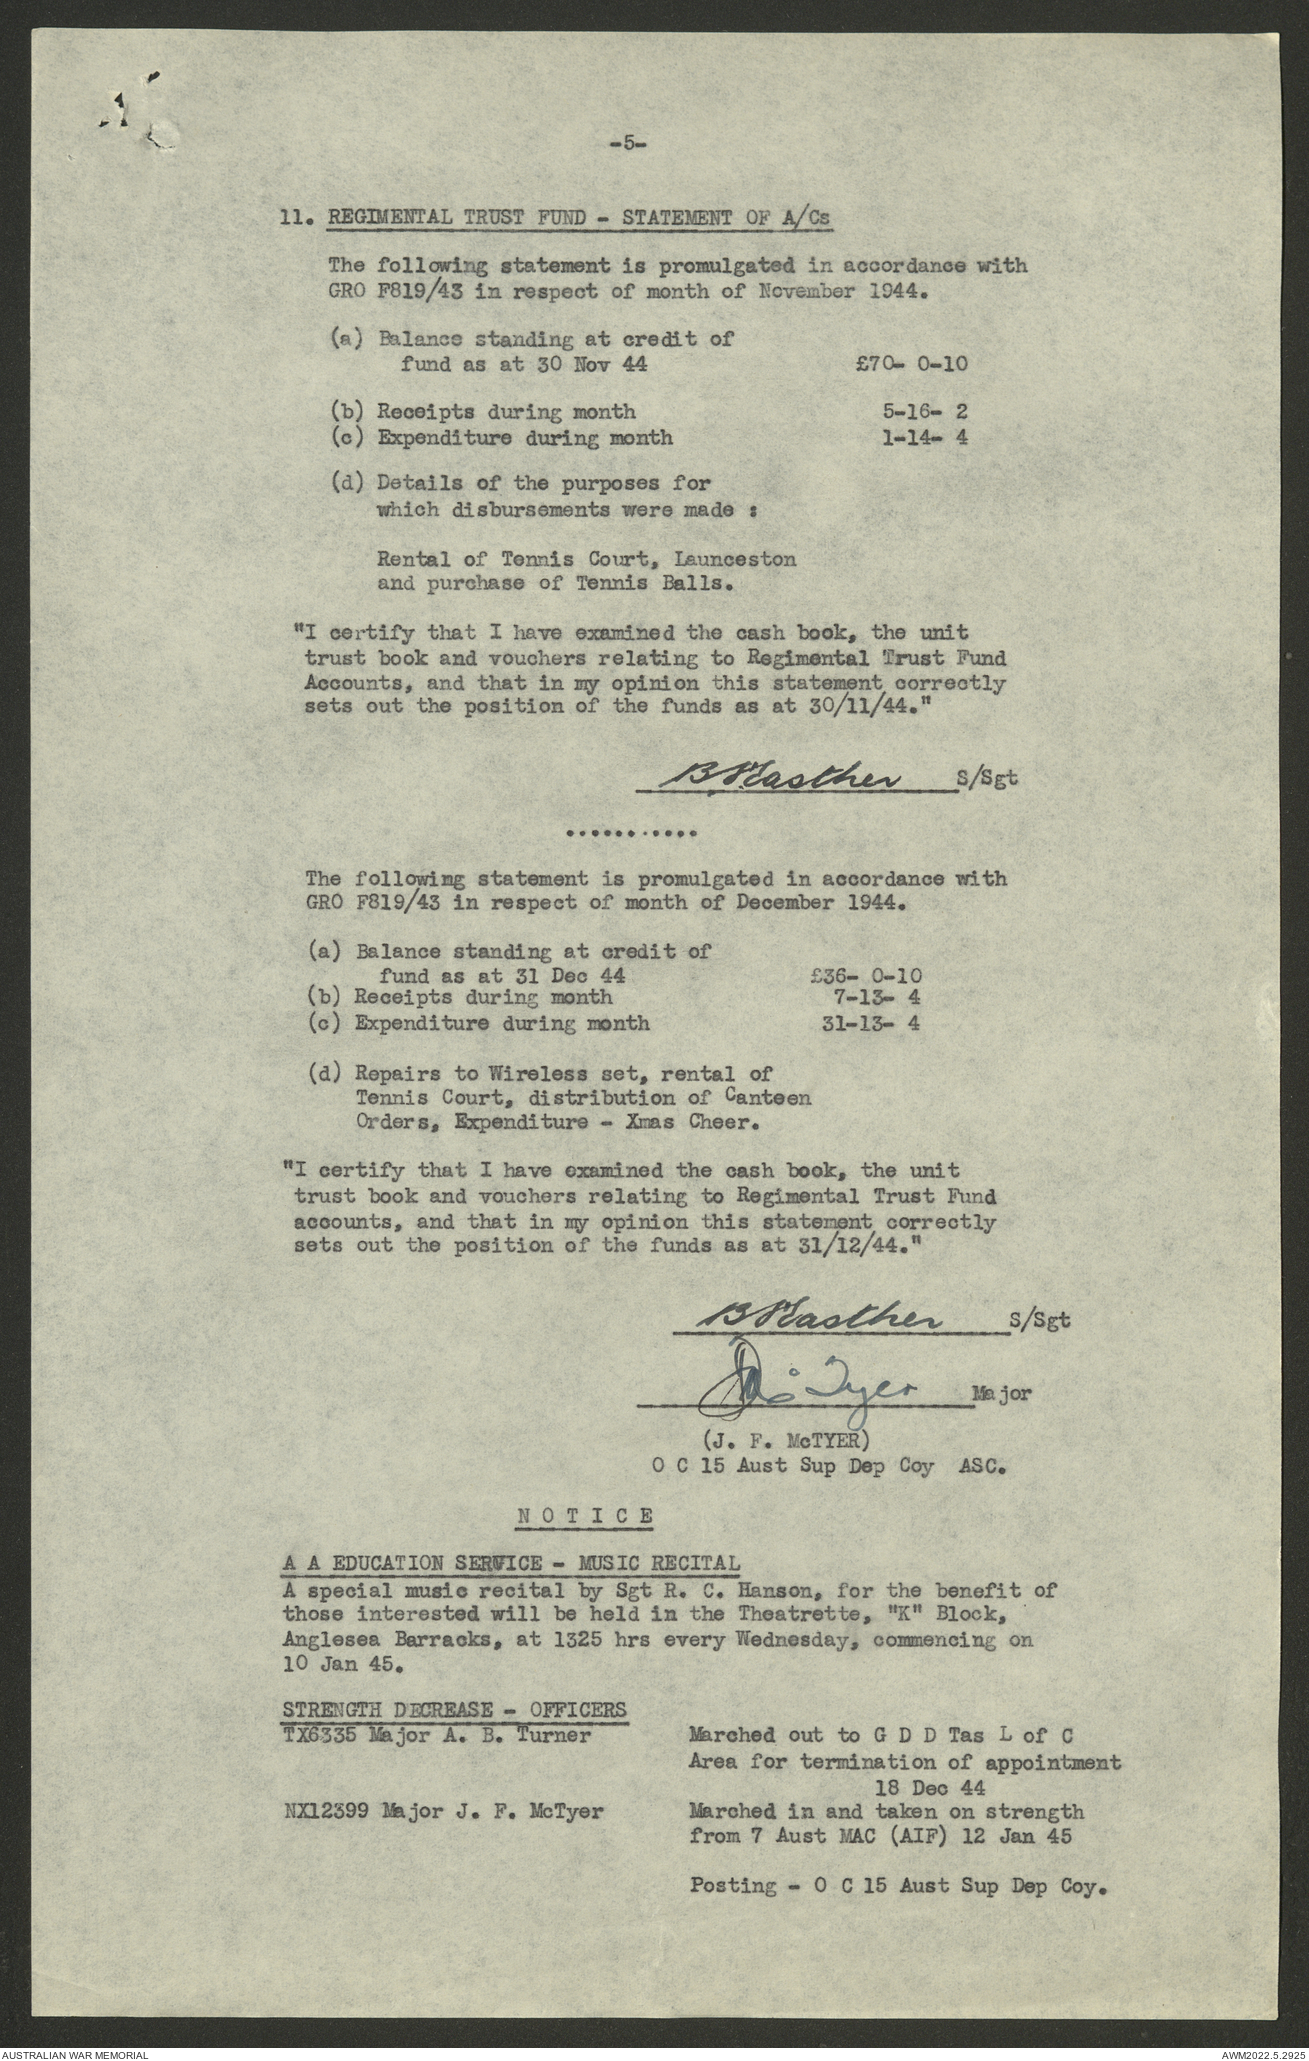 -5-
11. REGIMENTAL TRUST FUND - STATEMENT OF A/Cs
The following statement is promulgated in accordance with
GRO F819/43 in respect of month of November 1944.
(a) Balance standing at credit of
fund as at 30 Nov 44 £70- 0-10
(b) Receipts during month 5-16- 2
(c) Expenditure during month 1-14- 4
(d) Details of the purposes for
which disbursements were made :
Rental of Tennis Court, Launceston
and purchase of Tennis Balls.
"I certify that I have examined the cash book, the unit
trust book and vouchers relating to Regimental Trust Fund
Accounts, and that in my opinion this statement correctly
sets out the position of the funds as at 30/11/44."
S/Sgt
...........
The following statement is promulgated in accordance with
GRO F819/43 in respect of month of December 1944.
(a) Balance standing at credit of
fund as at 31 Dec 44 £36- 0-10
(b) Receipts during month 7-13- 4
(c) Expenditure during month 31-13- 4
(d) Repairs to Wireless set, rental of
Tennis Court, distribution of Canteen
Orders, Expenditure - Xmas Cheer.
"I certify that I have examined the cash book, the unit
trust book and vouchers relating to Regimental Trust Fund
accounts, and that in my opinion this statement correctly
sets out the position of the funds as at 31/12/44."
S/Sgt
Major
(J. F. McTYER)
O C 15 Aust Sup Dep Coy ASC.
N O T I C E
A A EDUCATION SERVICE - MUSIC RECITAL
A special music recital by Sgt R. C. Hanson, for the benefit of
those interested will be held in the Theatrette, "K" Block,
Anglesea Barracks, at 1325 hrs every Wednesday, commencing on
10 Jan 45.
STRENGTH DECREASE - OFFICERS
TX6335 Major A. B. Turner Marched out to G D D Tas L of C
Area for termination of appointment
18 Dec 44
NX12399 Major J. F. McTyer Marched in and taken on strength
from 7 Aust MAC (AIF) 12 Jan 45
Posting - O C 15 Aust Sup Dep Coy.
AUSTRALIAN WAR MEMORIAL AWM2022.5.2925